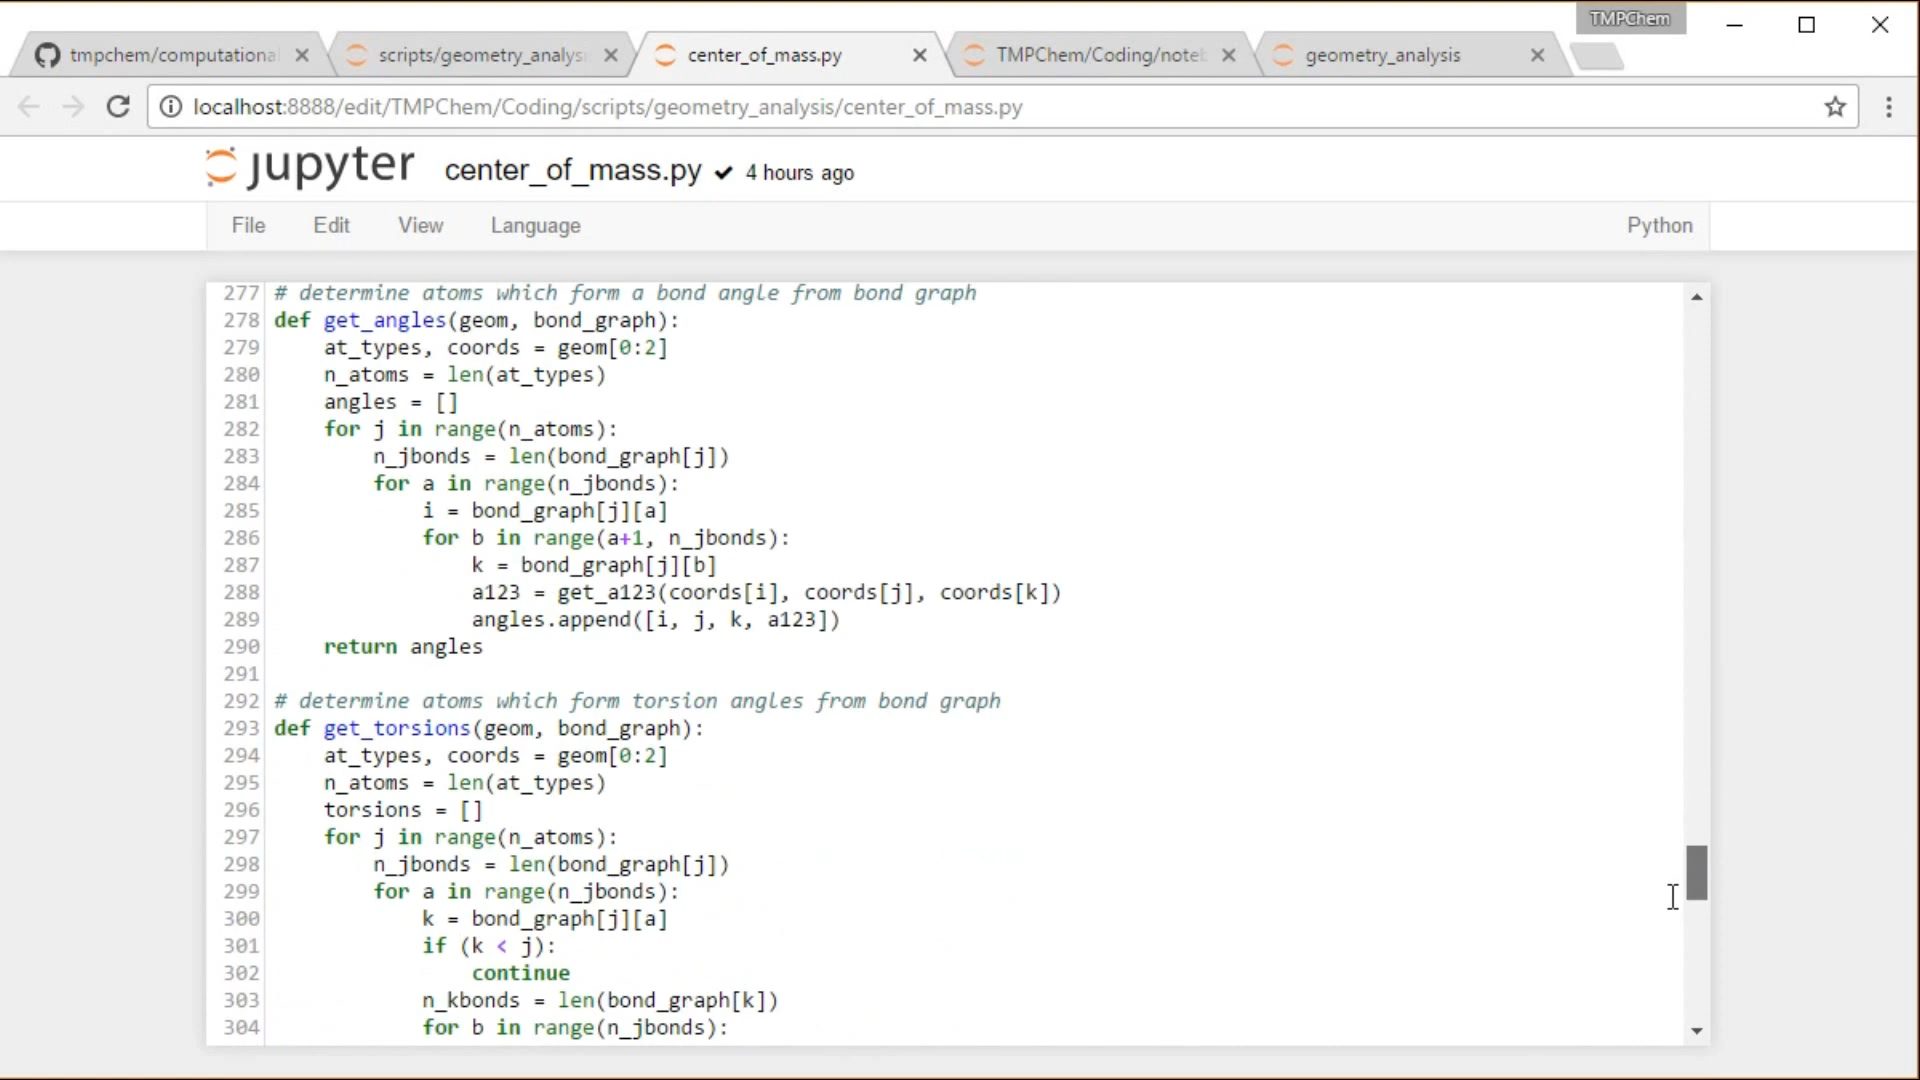 TMPChem
tmpchem/computational
scripts/geometry_analysi
center_of_mass.py
TMPChem/Coding/note
geometry_analysis
localhost:8888/edit/TMPChem/Coding/scripts/geometry_analysis/center_of_mass.py
jupyter center_of_mass.py ✔ 4 hours ago
File Edit View Language Python
277 # determine atoms which form a bond angle from bond graph
278 def get_angles(geom, bond_graph):
279     at_types, coords = geom[0:2]
280     n_atoms = len(at_types)
281     angles = []
282     for j in range(n_atoms):
283         n_jbonds = len(bond_graph[j])
284         for a in range(n_jbonds):
285             i = bond_graph[j][a]
286             for b in range(a+1, n_jbonds):
287                 k = bond_graph[j][b]
288                 a123 = get_a123(coords[i], coords[j], coords[k])
289                 angles.append([i, j, k, a123])
290     return angles
291
292 # determine atoms which form torsion angles from bond graph
293 def get_torsions(geom, bond_graph):
294     at_types, coords = geom[0:2]
295     n_atoms = len(at_types)
296     torsions = []
297     for j in range(n_atoms):
298         n_jbonds = len(bond_graph[j])
299         for a in range(n_jbonds):
300             k = bond_graph[j][a]
301             if (k < j):
302                 continue
303             n_kbonds = len(bond_graph[k])
304             for b in range(n_jbonds):